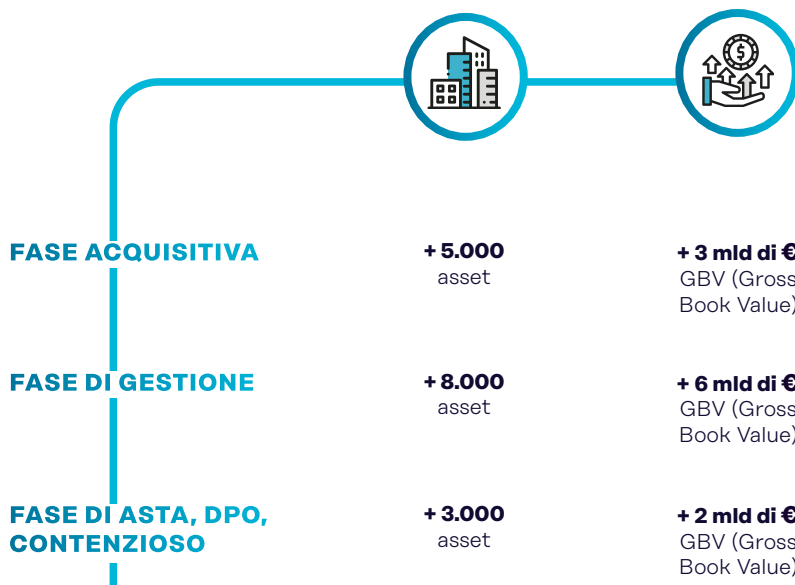 $
FASE ACQUISITIVA
+ 5.000
asset
+ 3 mld di €
GBV (Gross
Book Value)
FASE DI GESTIONE
+ 8.000
asset
+ 6 mld di €
GBV (Gross
Book Value)
FASE DI ASTA, DPO,
CONTENZIOSO
+ 3.000
asset
+ 2 mld di €
GBV (Gross
Book Value)